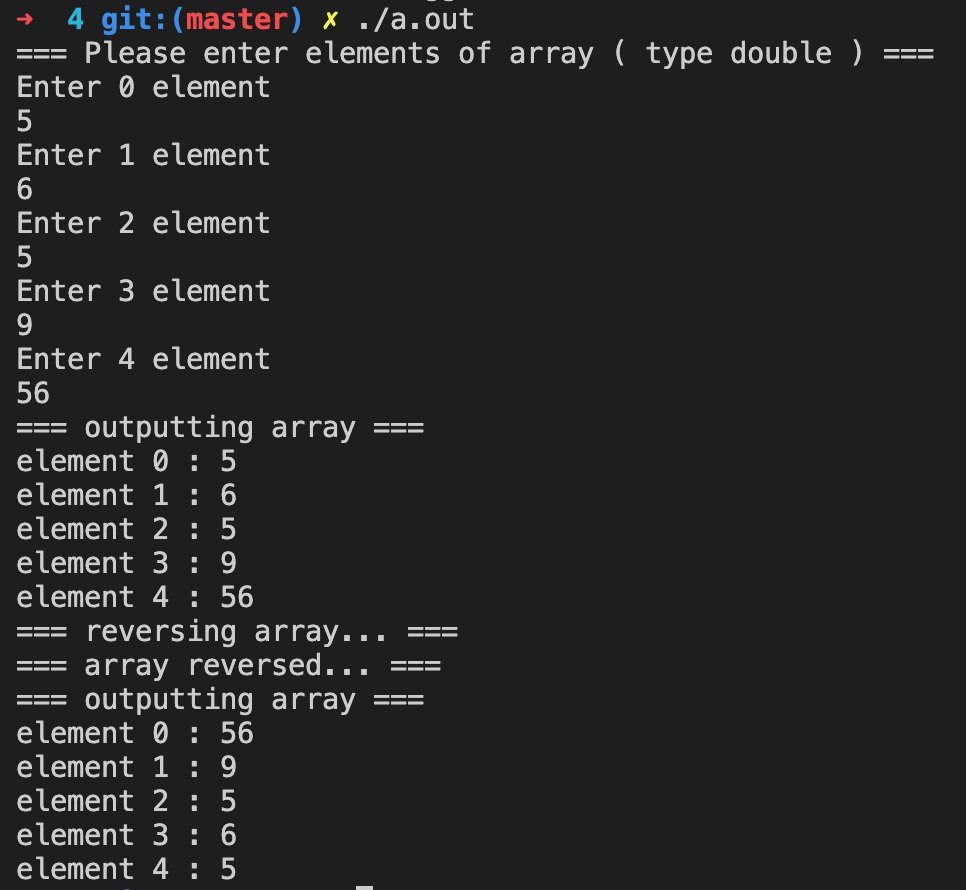 → 4 git:(master) ✗ ./a.out
=== Please enter elements of array ( type double ) ===
Enter 0 element
5
Enter 1 element
6
Enter 2 element
5
Enter 3 element
9
Enter 4 element
56
=== outputting array ===
element 0 : 5
element 1 : 6
element 2 : 5
element 3 : 9
element 4 : 56
=== reversing array... ===
=== array reversed... ===
=== outputting array ===
element 0 : 56
element 1 : 9
element 2 : 5
element 3 : 6
element 4 : 5